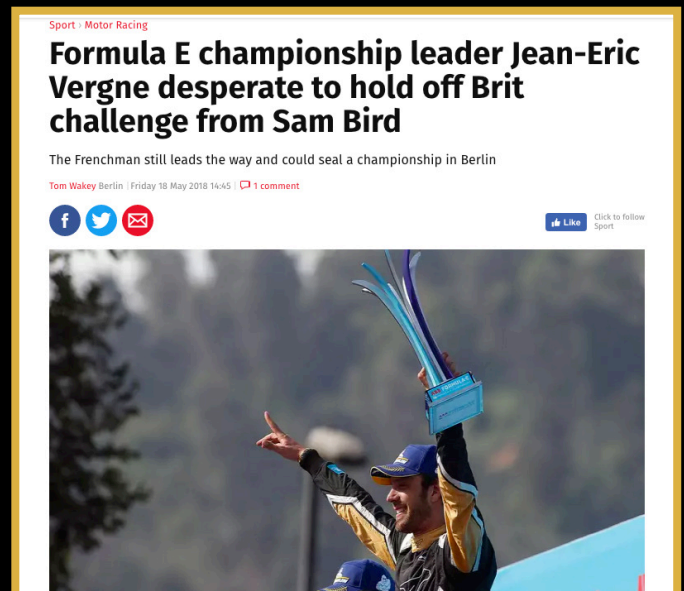 Sport › Motor Racing
Formula E championship leader Jean-Eric
Vergne desperate to hold off Brit
challenge from Sam Bird
The Frenchman still leads the way and could seal a championship in Berlin
Tom Wakey Berlin | Friday 18 May 2018 14:45 | 1 comment
f
Like
Click to follow
Sport
FORMULA E